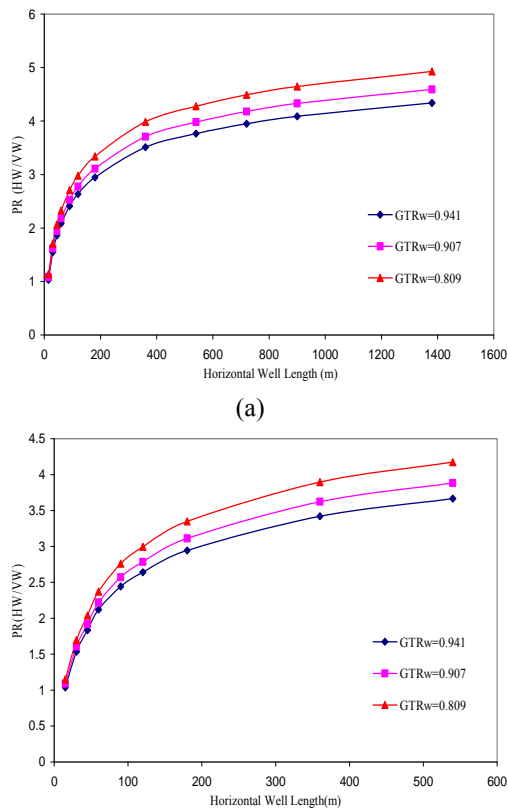 6
5
4
3
2
1
0
PR (HW/VW)
GTRw=0.941
GTRw=0.907
GTRw=0.809
0 200 400 600 800 1000 1200 1400 1600
Horizontal Well Length (m)
(a)
4.5
4
3.5
3
2.5
2
1.5
1
0.5
0
PR(HW/VW)
GTRw=0.941
GTRw=0.907
GTRw=0.809
0 100 200 300 400 500 600
Horizontal Well Length(m)